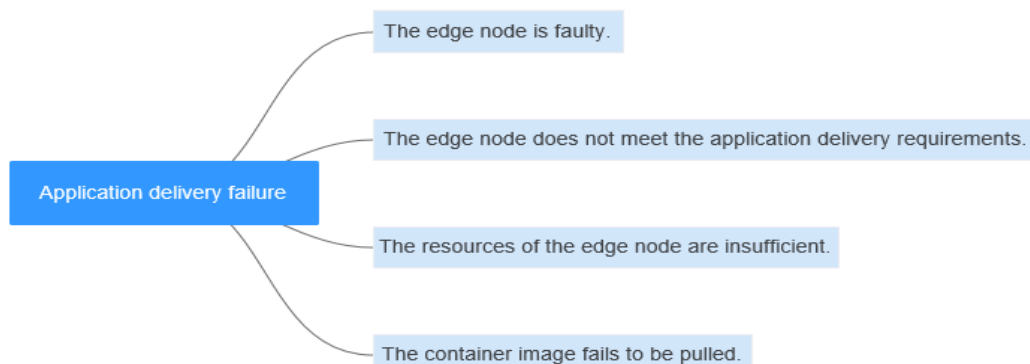 The edge node is faulty.
The edge node does not meet the application delivery requirements.
Application delivery failure
The resources of the edge node are insufficient.
The container image fails to be pulled.